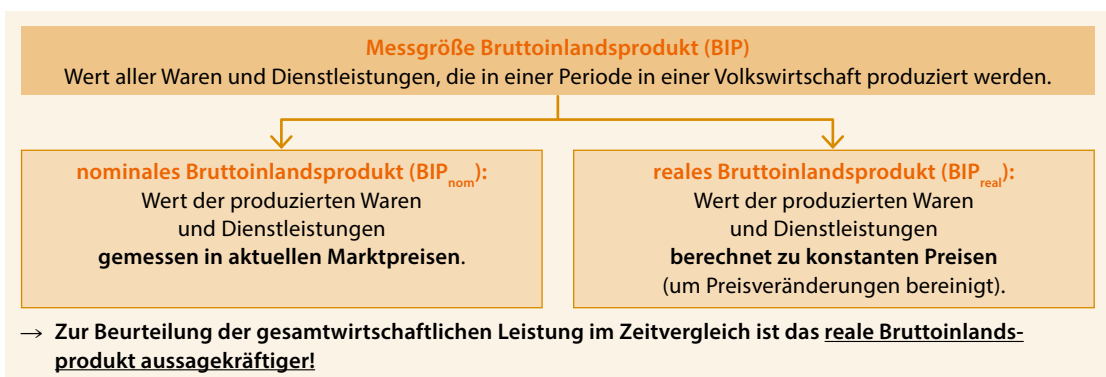 Messgröße Bruttoinlandsprodukt (BIP)
Wert aller Waren und Dienstleistungen, die in einer Periode in einer Volkswirtschaft produziert werden.
nominales Bruttoinlandsprodukt (BIPnom):
Wert der produzierten Waren
und Dienstleistungen
gemessen in aktuellen Marktpreisen.
reales Bruttoinlandsprodukt (BIPreal):
Wert der produzierten Waren
und Dienstleistungen
berechnet zu konstanten Preisen
(um Preisveränderungen bereinigt).
→ Zur Beurteilung der gesamtwirtschaftlichen Leistung im Zeitvergleich ist das reale Bruttoinlands-
produkt aussagekräftiger!